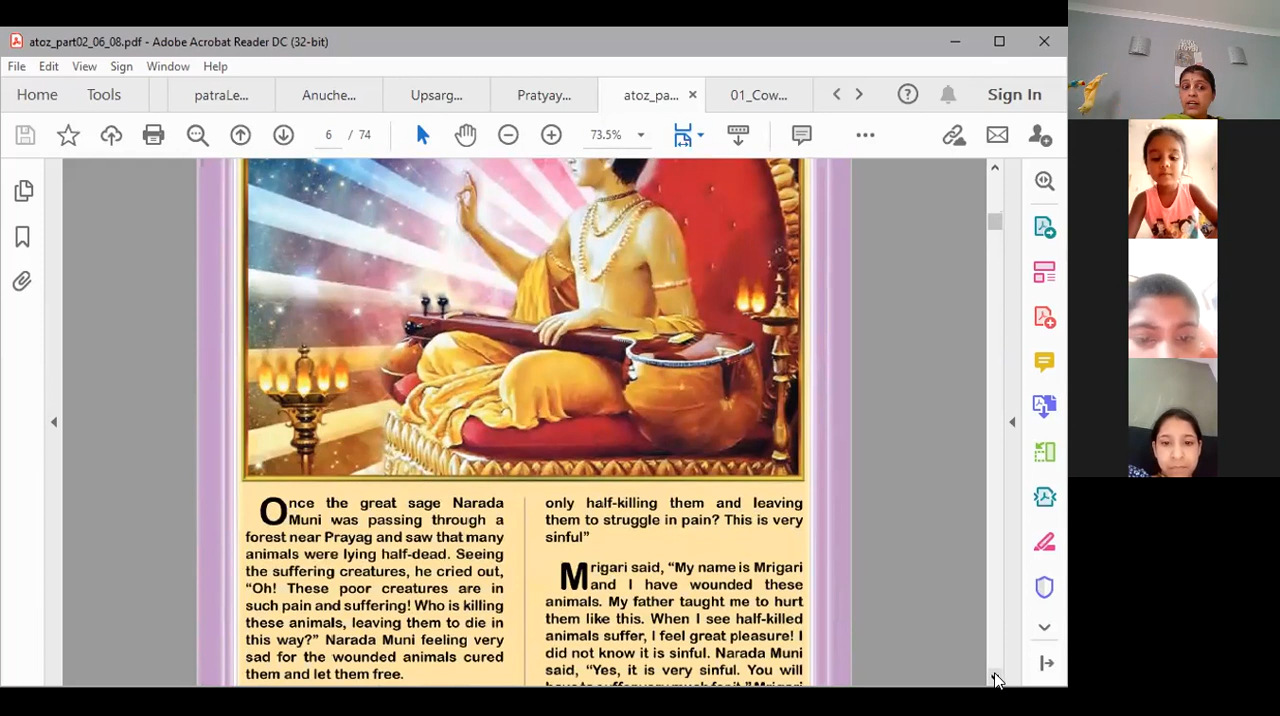 atoz_part02_06_08.pdf - Adobe Acrobat Reader DC (32-bit)
File Edit View Sign Window Help
Home Tools patraLe... Anuche... Upsarg... Pratyay... atoz_pa... 01_Cow... Sign In
6 / 74 73.5%
Once the great sage Narada
Muni was passing through a
forest near Prayag and saw that many
animals were lying half-dead. Seeing
the suffering creatures, he cried out,
“Oh! These poor creatures are in
such pain and suffering! Who is killing
these animals, leaving them to die in
this way?” Narada Muni feeling very
sad for the wounded animals cured
them and let them free.
only half-killing them and leaving
them to struggle in pain? This is very
sinful”
Mrigari said, “My name is Mrigari
and I have wounded these
animals. My father taught me to hurt
them like this. When I see half-killed
animals suffer, I feel great pleasure! I
did not know it is sinful. Narada Muni
said, “Yes, it is very sinful. You will